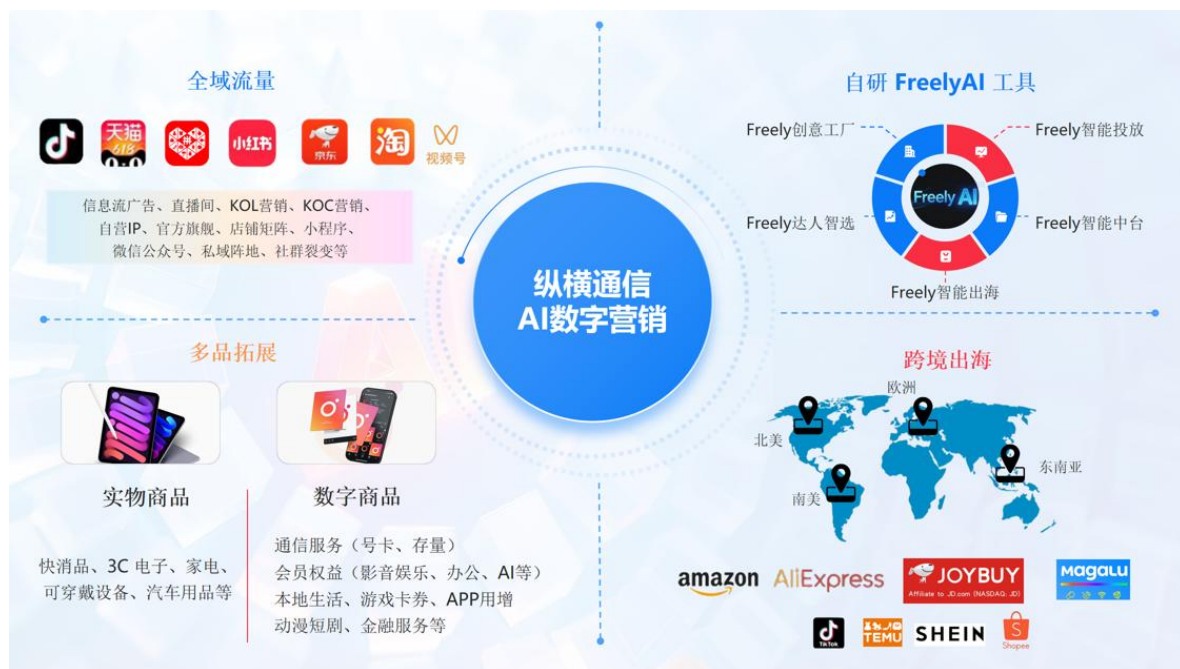 全域流量
天猫
618
小红书
京东
淘
视频号
信息流广告、直播间、KOL营销、KOC营销、
自营IP、官方旗舰、店铺矩阵、小程序、
微信公众号、私域阵地、社群裂变等
自研 FreelyAI 工具
Freely创意工厂
Freely智能投放
Freely AI
Freely达人智选
Freely智能中台
Freely智能出海
纵横通信
AI数字营销
多品拓展
实物商品
快消品、3C 电子、家电、
可穿戴设备、汽车用品等
数字商品
通信服务（号卡、存量）
会员权益（影音娱乐、办公、AI等）
本地生活、游戏卡券、APP用增
动漫短剧、金融服务等
跨境出海
欧洲
北美
东南亚
南美
amazon
AliExpress
JOYBUY
Affiliate to JD.com (NASDAQ: JD)
MagaLu
TikTok
TEMU
SHEIN
Shopee